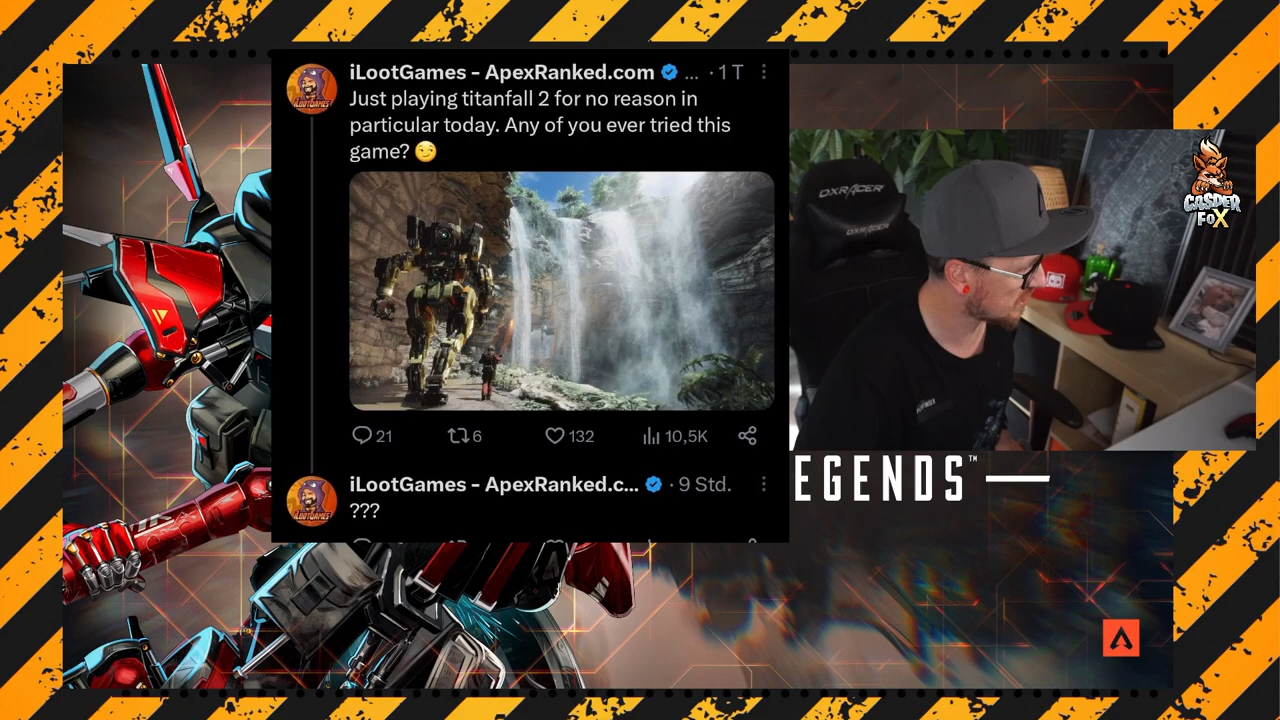 iLootGames - ApexRanked.com ... · 1 T
Just playing titanfall 2 for no reason in
particular today. Any of you ever tried this
game? 😏
21 6 132 10,5K
iLootGames - ApexRanked.c... · 9 Std.
???
DXRACER
DXRACER
CASPER
FOX
EGENDS™